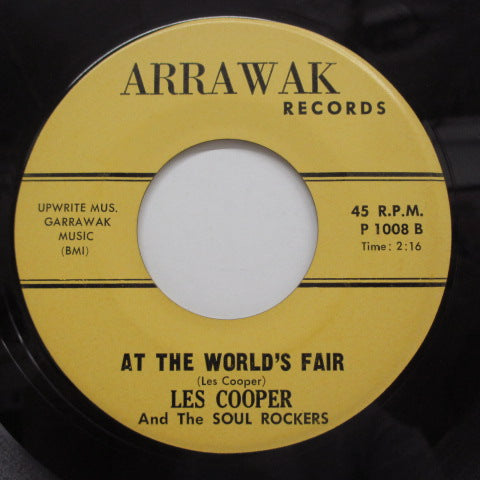 ARRAWAK
RECORDS
UPWRITE MUS.
GARRAWAK
MUSIC
(BMI)
45 R.P.M.
P 1008 B
Time: 2:16
AT THE WORLD'S FAIR
(Les Cooper)
LES COOPER
And The SOUL ROCKERS